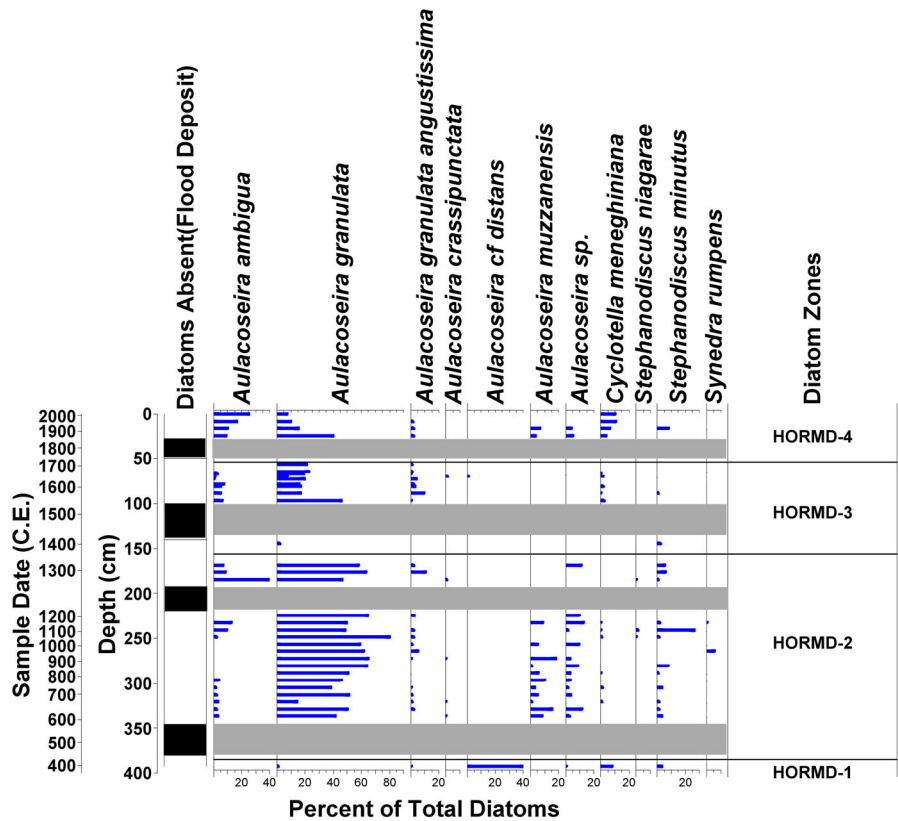 Diatoms Absent(Flood Deposit)
Aulacoseira ambigua
Aulacoseira granulata
Aulacoseira granulata angustissima
Aulacoseira crassipunctata
Aulacoseira cf distans
Aulacoseira muzzanensis
Aulacoseira sp.
Cyclotella meneghiniana
Stephanodiscus niagarae
Stephanodiscus minutus
Synedra rumpens
Diatom Zones
Sample Date (C.E.)
2000
1900
1800
1700
1600
1500
1400
1300
1200
1100
1000
900
800
700
600
500
400
Depth (cm)
0
50
100
150
200
250
300
350
400
HORMD-4
HORMD-3
HORMD-2
HORMD-1
20 40 20 40 60 80 20 20 40 20 20 20 20
Percent of Total Diatoms